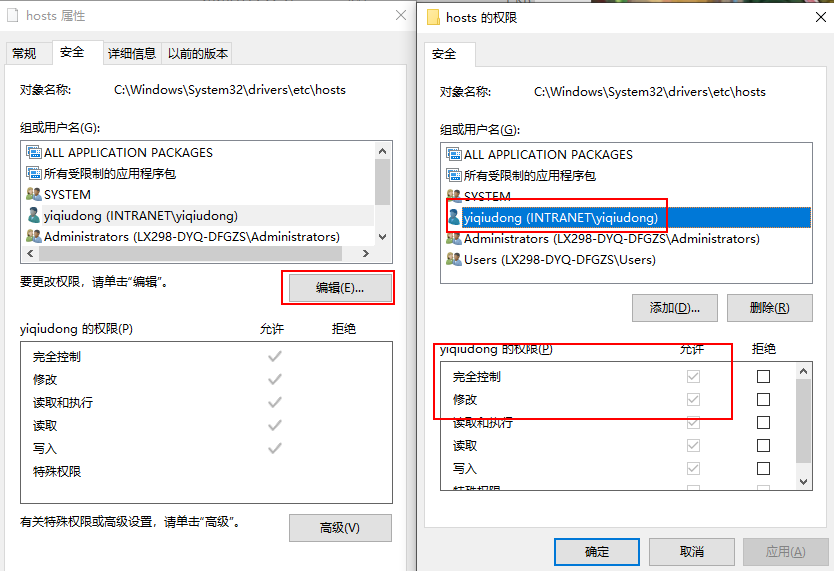 hosts 属性
常规
安全
详细信息
以前的版本
对象名称:
C:\Windows\System32\drivers\etc\hosts
组或用户名(G):
ALL APPLICATION PACKAGES
所有受限制的应用程序包
SYSTEM
yiqiudong (INTRANET\yiqiudong)
Administrators (LX298-DYQ-DFGZS\Administrators)
要更改权限，请单击“编辑”。
编辑(E)...
yiqiudong 的权限(P)
允许
拒绝
完全控制
修改
读取和执行
读取
写入
特殊权限
有关特殊权限或高级设置，请单击“高级”。
高级(V)
hosts 的权限
安全
对象名称:
C:\Windows\System32\drivers\etc\hosts
组或用户名(G):
ALL APPLICATION PACKAGES
所有受限制的应用程序包
SYSTEM
yiqiudong (INTRANET\yiqiudong)
Administrators (LX298-DYQ-DFGZS\Administrators)
Users (LX298-DYQ-DFGZS\Users)
添加(D)...
删除(R)
yiqiudong 的权限(P)
允许
拒绝
完全控制
修改
读取和执行
读取
写入
特殊权限
确定
取消
应用(A)